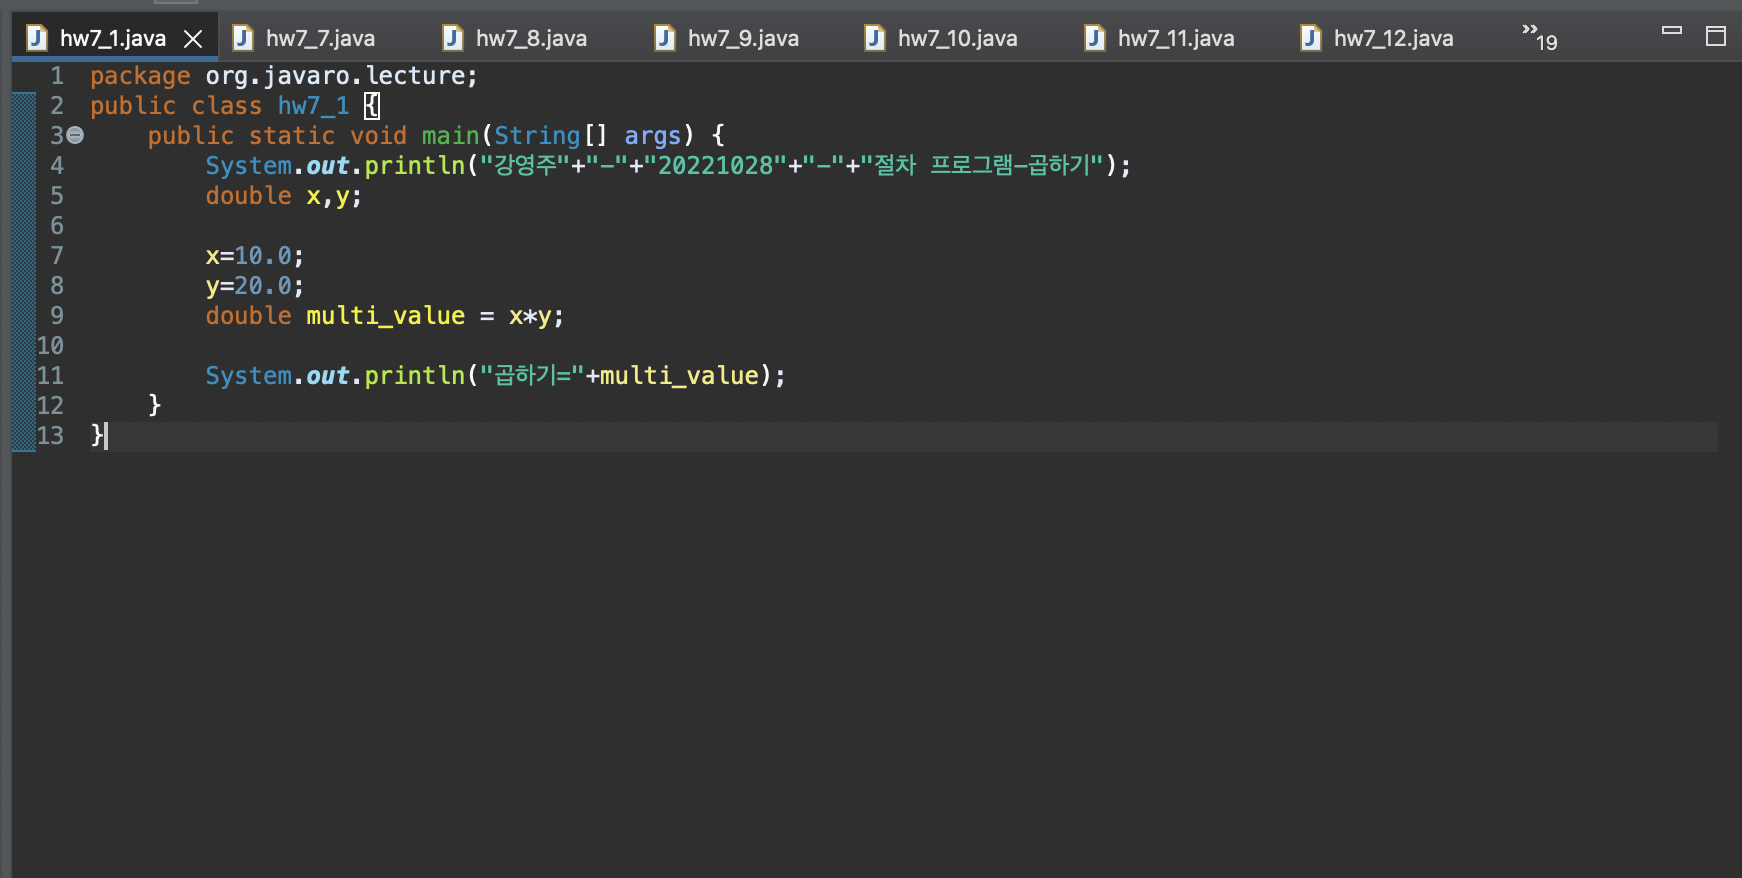 hw7_1.java hw7_7.java hw7_8.java hw7_9.java hw7_10.java hw7_11.java hw7_12.java »19
1 package org.javaro.lecture;
2 public class hw7_1 {
3 public static void main(String[] args) {
4 System.out.println("강영주"+"-"+"20221028"+"-"+"절차 프로그램-곱하기");
5 double x,y;
6
7 x=10.0;
8 y=20.0;
9 double multi_value = x*y;
10
11 System.out.println("곱하기="+multi_value);
12 }
13 }